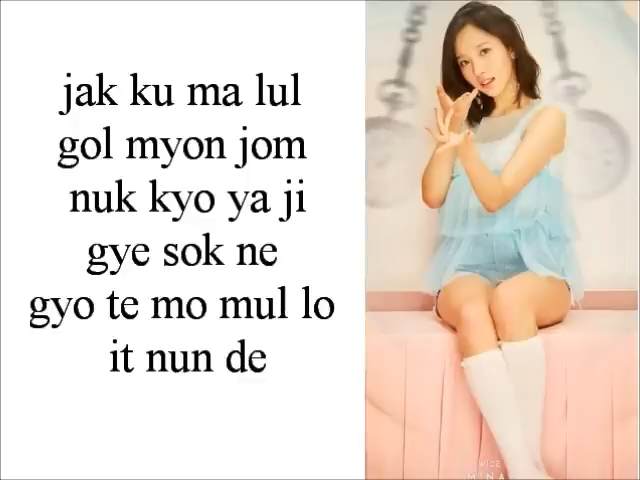 jak ku ma lul
gol myon jom
nuk kyo ya ji
gye sok ne
gyo te mo mul lo
it nun de
MINA